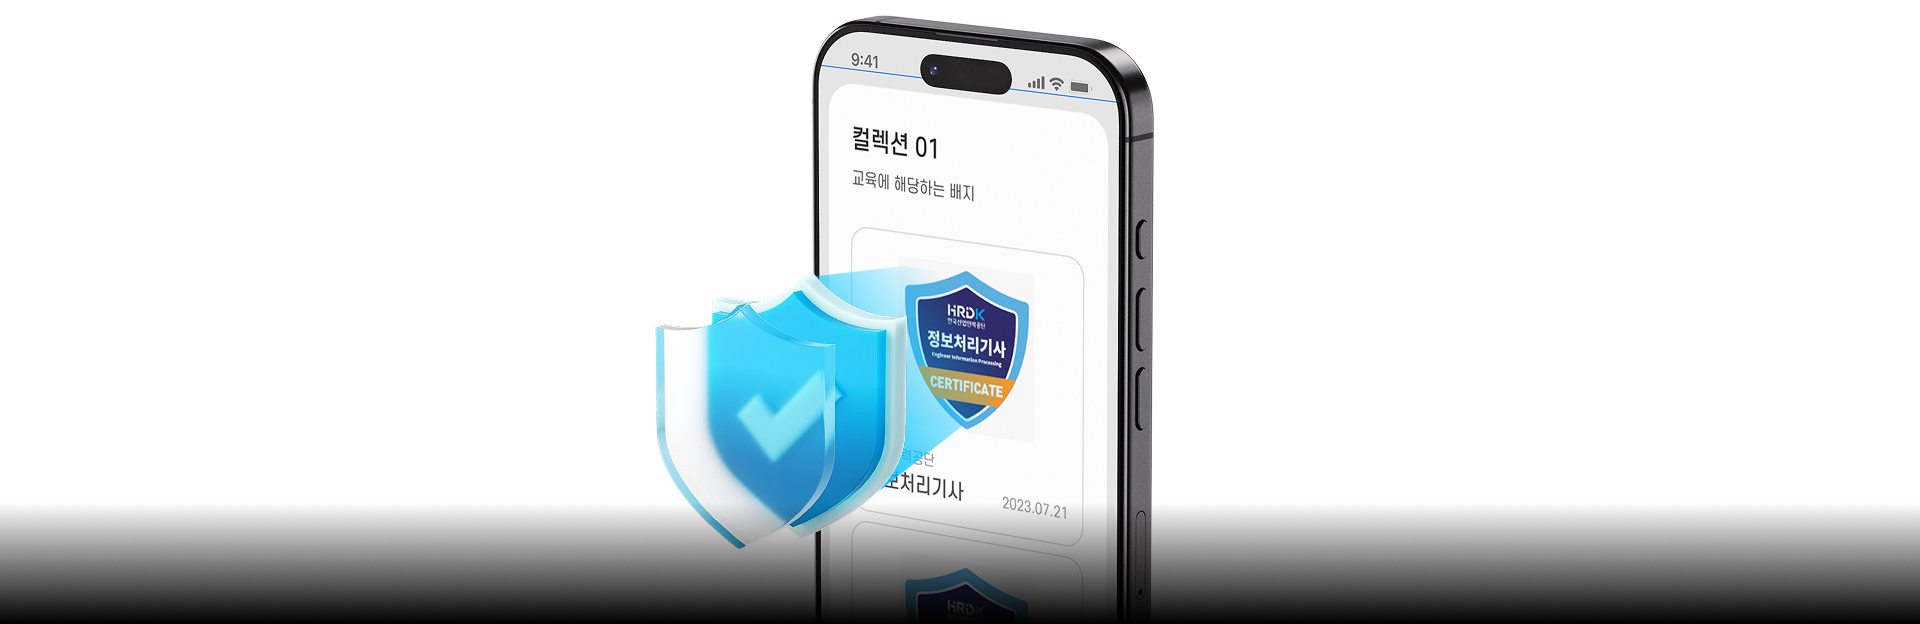 9:41
컬렉션 01
교육에 해당하는 배지
HRDK
한국산업인력공단
정보처리기사
Engineer Information Processing
CERTIFICATE
력공단
보처리기사
2023.07.21
HRDK